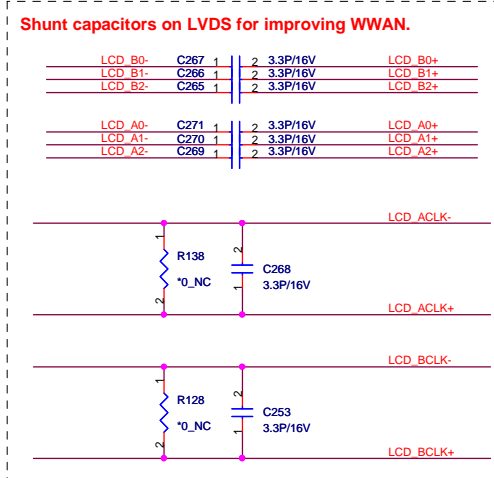 Shunt capacitors on LVDS for improving WWAN.
LCD_B0- C267 1 2 3.3P/16V LCD_B0+
LCD_B1- C266 1 2 3.3P/16V LCD_B1+
LCD_B2- C265 1 2 3.3P/16V LCD_B2+
LCD_A0- C271 1 2 3.3P/16V LCD_A0+
LCD_A1- C270 1 2 3.3P/16V LCD_A1+
LCD_A2- C269 1 2 3.3P/16V LCD_A2+
LCD_ACLK-
1 2
R138 C268
*0_NC 3.3P/16V
2 1
LCD_ACLK+
LCD_BCLK-
1 2
R128 C253
*0_NC 3.3P/16V
2 1
LCD_BCLK+